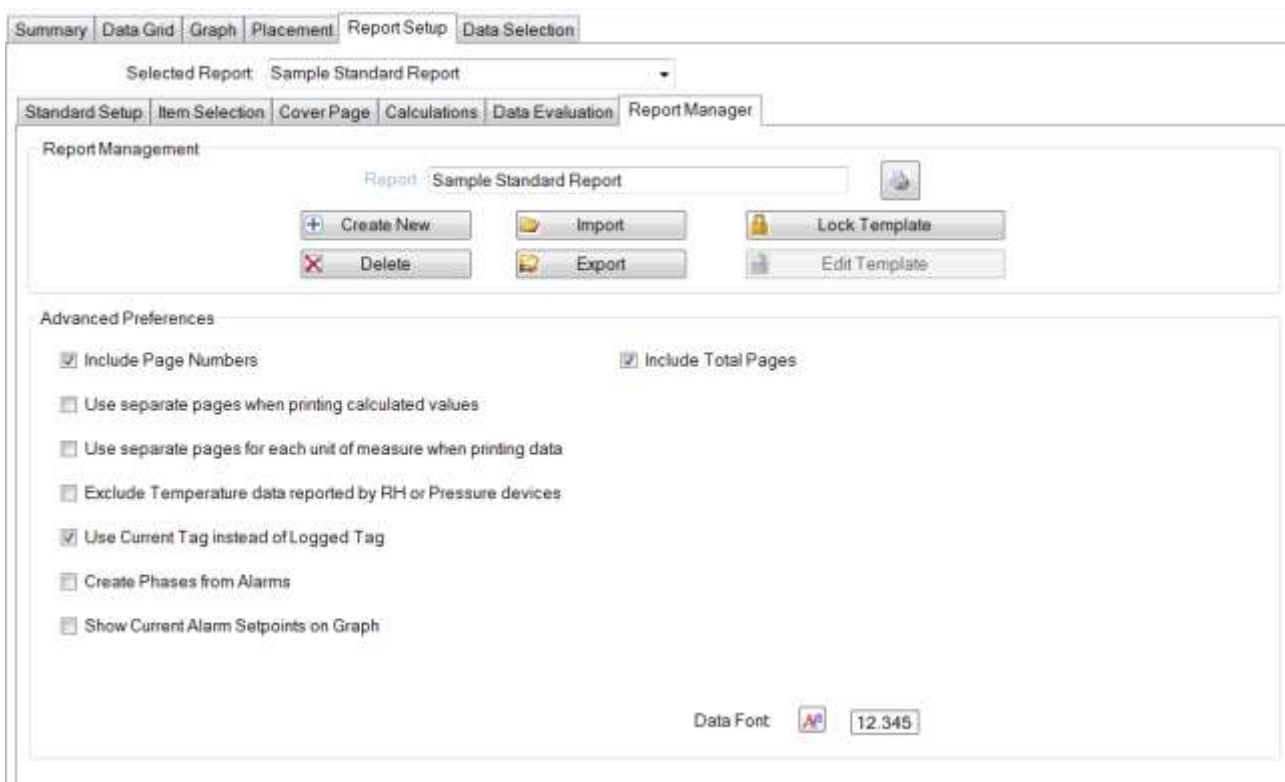 Summary Data Grid Graph Placement Report Setup Data Selection
Selected Report Sample Standard Report
Standard Setup Item Selection Cover Page Calculations Data Evaluation Report Manager
Report Management
Report Sample Standard Report
Create New Import Lock Template
Delete Export Edit Template
Advanced Preferences
Include Page Numbers Include Total Pages
Use separate pages when printing calculated values
Use separate pages for each unit of measure when printing data
Exclude Temperature data reported by RH or Pressure devices
Use Current Tag instead of Logged Tag
Create Phases from Alarms
Show Current Alarm Setpoints on Graph
Data Font 12.345